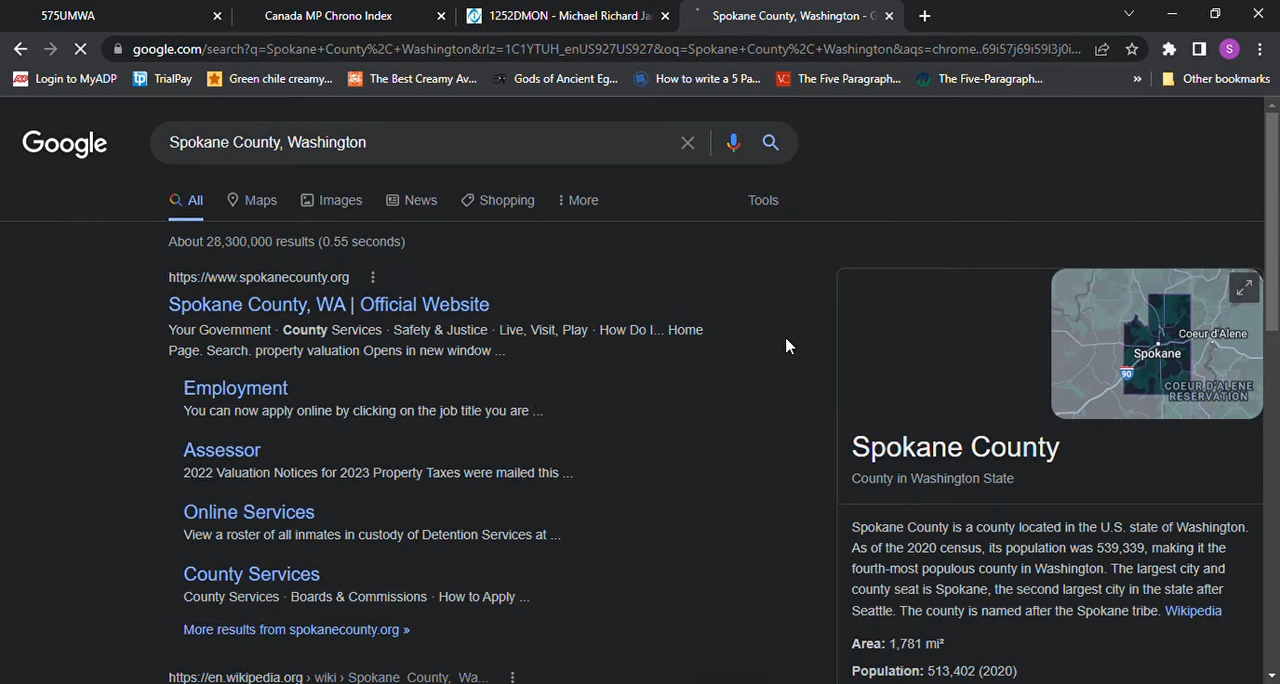 575UMWA
Canada MP Chrono Index
1252DMON - Michael Richard Ja
Spokane County, Washington - G
google.com/search?q=Spokane+County%2C+Washington&rlz=1C1YTUH_enUS927US927&oq=Spokane+County%2C+Washington&aqs=chrome..69i57j69i59l3j0i...
S
Login to MyADP
tp TrialPay
Green chile creamy...
The Best Creamy Av...
Gods of Ancient Eg...
How to write a 5 Pa...
VC The Five Paragraph...
The Five-Paragraph...
»
Other bookmarks
Google
Spokane County, Washington
All
Maps
Images
News
Shopping
More
Tools
About 28,300,000 results (0.55 seconds)
https://www.spokanecounty.org
Spokane County, WA | Official Website
Your Government · County Services · Safety & Justice · Live, Visit, Play · How Do I... Home
Page. Search. property valuation Opens in new window ...
Employment
You can now apply online by clicking on the job title you are ...
Assessor
2022 Valuation Notices for 2023 Property Taxes were mailed this ...
Online Services
View a roster of all inmates in custody of Detention Services at ...
County Services
County Services · Boards & Commissions · How to Apply ...
More results from spokanecounty.org »
https://en.wikipedia.org › wiki › Spokane_County,_Wa...
Coeur d'Alene
Spokane
90
COEUR D'ALENE
RESERVATION
Spokane County
County in Washington State
Spokane County is a county located in the U.S. state of Washington.
As of the 2020 census, its population was 539,339, making it the
fourth-most populous county in Washington. The largest city and
county seat is Spokane, the second largest city in the state after
Seattle. The county is named after the Spokane tribe. Wikipedia
Area: 1,781 mi²
Population: 513,402 (2020)